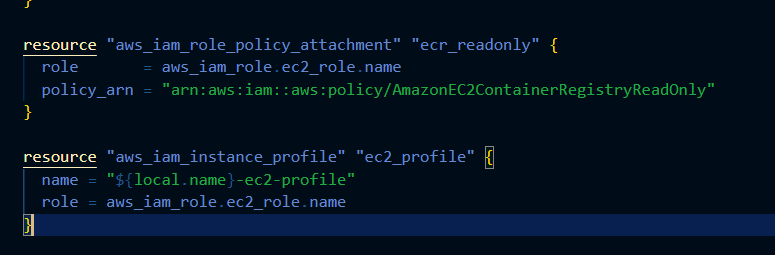 }
resource "aws_iam_role_policy_attachment" "ecr_readonly" {
  role       = aws_iam_role.ec2_role.name
  policy_arn = "arn:aws:iam::aws:policy/AmazonEC2ContainerRegistryReadOnly"
}
resource "aws_iam_instance_profile" "ec2_profile" {
  name = "${local.name}-ec2-profile"
  role = aws_iam_role.ec2_role.name
}